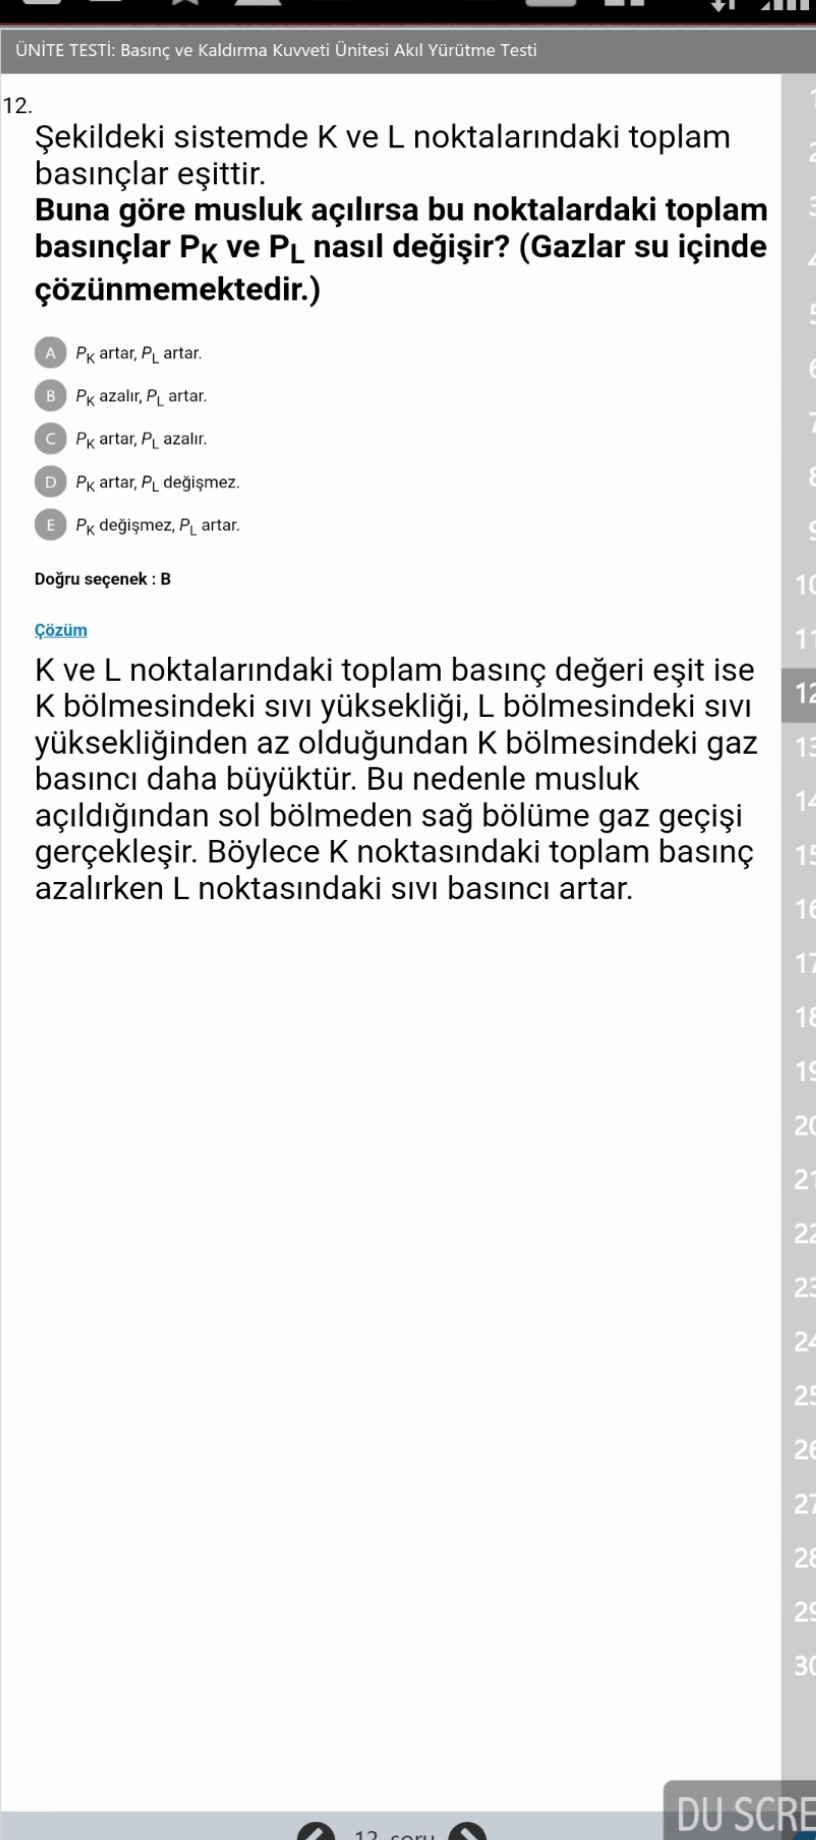 ÜNİTE TESTİ: Basınç ve Kaldırma Kuvveti Ünitesi Akıl Yürütme Testi
12.
Şekildeki sistemde K ve L noktalarındaki toplam
basınçlar eşittir.
Buna göre musluk açılırsa bu noktalardaki toplam
basınçlar PK ve PL nasıl değişir? (Gazlar su içinde
çözünmemektedir.)
A PK artar, PL artar.
B PK azalır, PL artar.
C PK artar, PL azalır.
D PK artar, PL değişmez.
E PK değişmez, PL artar.
Doğru seçenek : B
Çözüm
K ve L noktalarındaki toplam basınç değeri eşit ise
K bölmesindeki sıvı yüksekliği, L bölmesindeki sıvı
yüksekliğinden az olduğundan K bölmesindeki gaz
basıncı daha büyüktür. Bu nedenle musluk
açıldığından sol bölmeden sağ bölüme gaz geçişi
gerçekleşir. Böylece K noktasındaki toplam basınç
azalırken L noktasındaki sıvı basıncı artar.
12. soru
DU SCRE